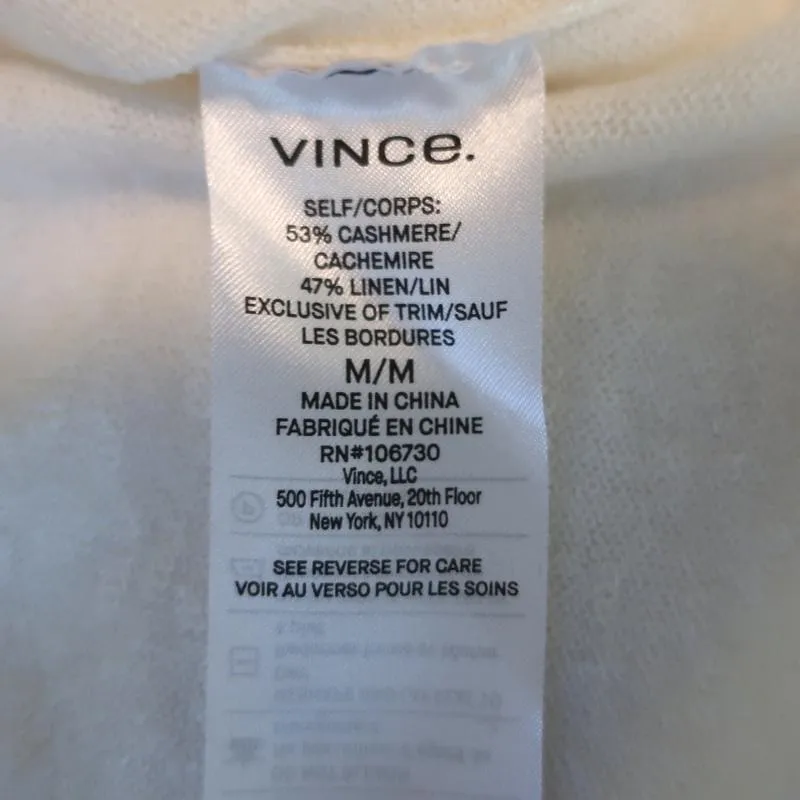 VINCe.
SELF/CORPS:
53% CASHMERE/
CACHEMIRE
47% LINEN/LIN
EXCLUSIVE OF TRIM/SAUF
LES BORDURES
M/M
MADE IN CHINA
FABRIQUÉ EN CHINE
RN#106730
Vince, LLC
500 Fifth Avenue, 20th Floor
New York, NY 10110
SEE REVERSE FOR CARE
VOIR AU VERSO POUR LES SOINS